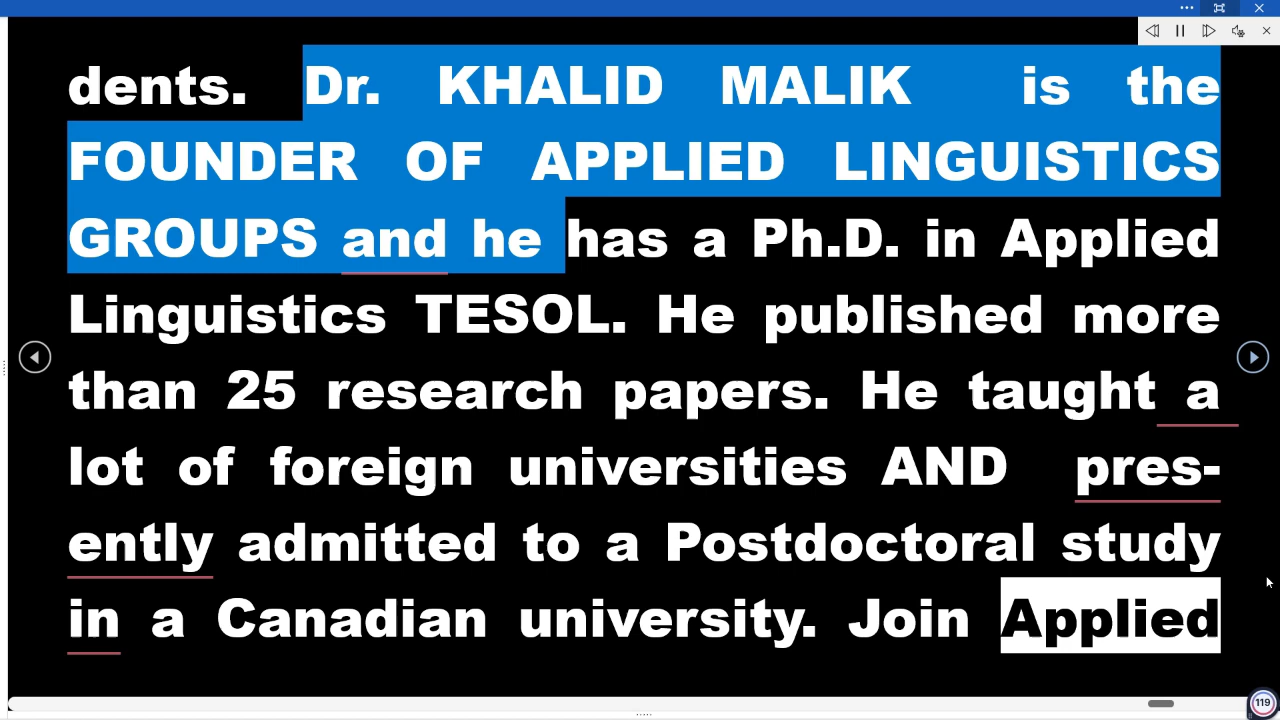 dents. Dr. KHALID MALIK is the
FOUNDER OF APPLIED LINGUISTICS
GROUPS and he has a Ph.D. in Applied
Linguistics TESOL. He published more
than 25 research papers. He taught a
lot of foreign universities AND pres-
ently admitted to a Postdoctoral study
in a Canadian university. Join Applied
119